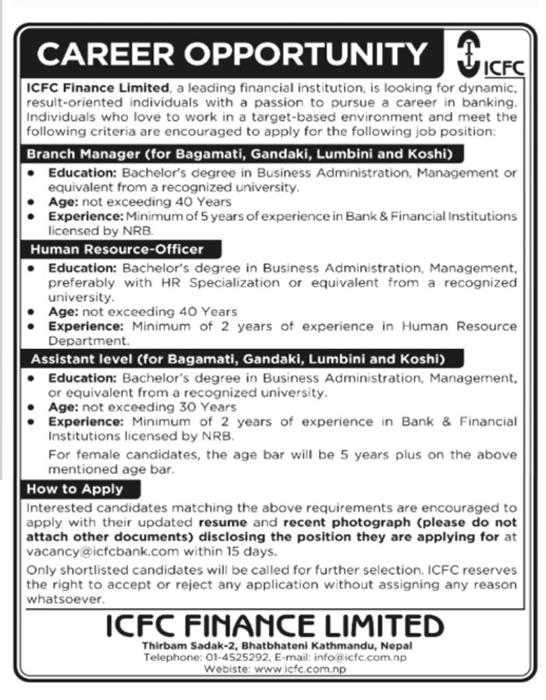 CAREER OPPORTUNITY
ICFC
ICFC Finance Limited, a leading financial institution, is looking for dynamic,
result-oriented individuals with a passion to pursue a career in banking.
Individuals who love to work in a target-based environment and meet the
following criteria are encouraged to apply for the following job position:
Branch Manager (for Bagamati, Gandaki, Lumbini and Koshi)
• Education: Bachelor's degree in Business Administration, Management or
equivalent from a recognized university.
• Age: not exceeding 40 Years
• Experience: Minimum of 5 years of experience in Bank & Financial Institutions
licensed by NRB.
Human Resource-Officer
• Education: Bachelor's degree in Business Administration, Management,
preferably with HR Specialization or equivalent from a recognized
university.
• Age: not exceeding 40 Years
• Experience: Minimum of 2 years of experience in Human Resource
Department.
Assistant level (for Bagamati, Gandaki, Lumbini and Koshi)
• Education: Bachelor's degree in Business Administration, Management,
or equivalent from a recognized university.
• Age: not exceeding 30 Years
• Experience: Minimum of 2 years of experience in Bank & Financial
Institutions licensed by NRB.
For female candidates, the age bar will be 5 years plus on the above
mentioned age bar.
How to Apply
Interested candidates matching the above requirements are encouraged to
apply with their updated resume and recent photograph (please do not
attach other documents) disclosing the position they are applying for at
vacancy@icfcbank.com within 15 days.
Only shortlisted candidates will be called for further selection. ICFC reserves
the right to accept or reject any application without assigning any reason
whatsoever.
ICFC FINANCE LIMITED
Thirbam Sadak-2, Bhatbhateni Kathmandu, Nepal
Telephone: 01-4525292, E-mail: info@icfc.com.np
Webiste: www.icfc.com.np